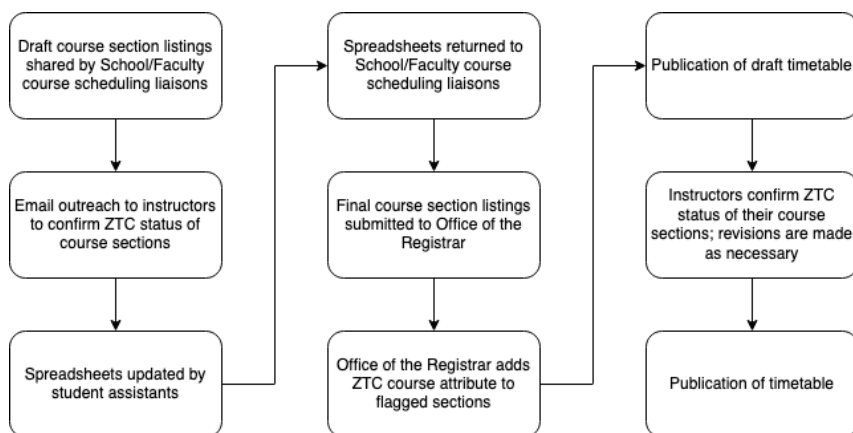 Draft course section listings
shared by School/Faculty
course scheduling liaisons
Email outreach to instructors
to confirm ZTC status of
course sections
Spreadsheets updated by
student assistants
Spreadsheets returned to
School/Faculty course
scheduling liaisons
Final course section listings
submitted to Office of the
Registrar
Office of the Registrar adds
ZTC course attribute to
flagged sections
Publication of draft timetable
Instructors confirm ZTC
status of their course
sections; revisions are made
as necessary
Publication of timetable